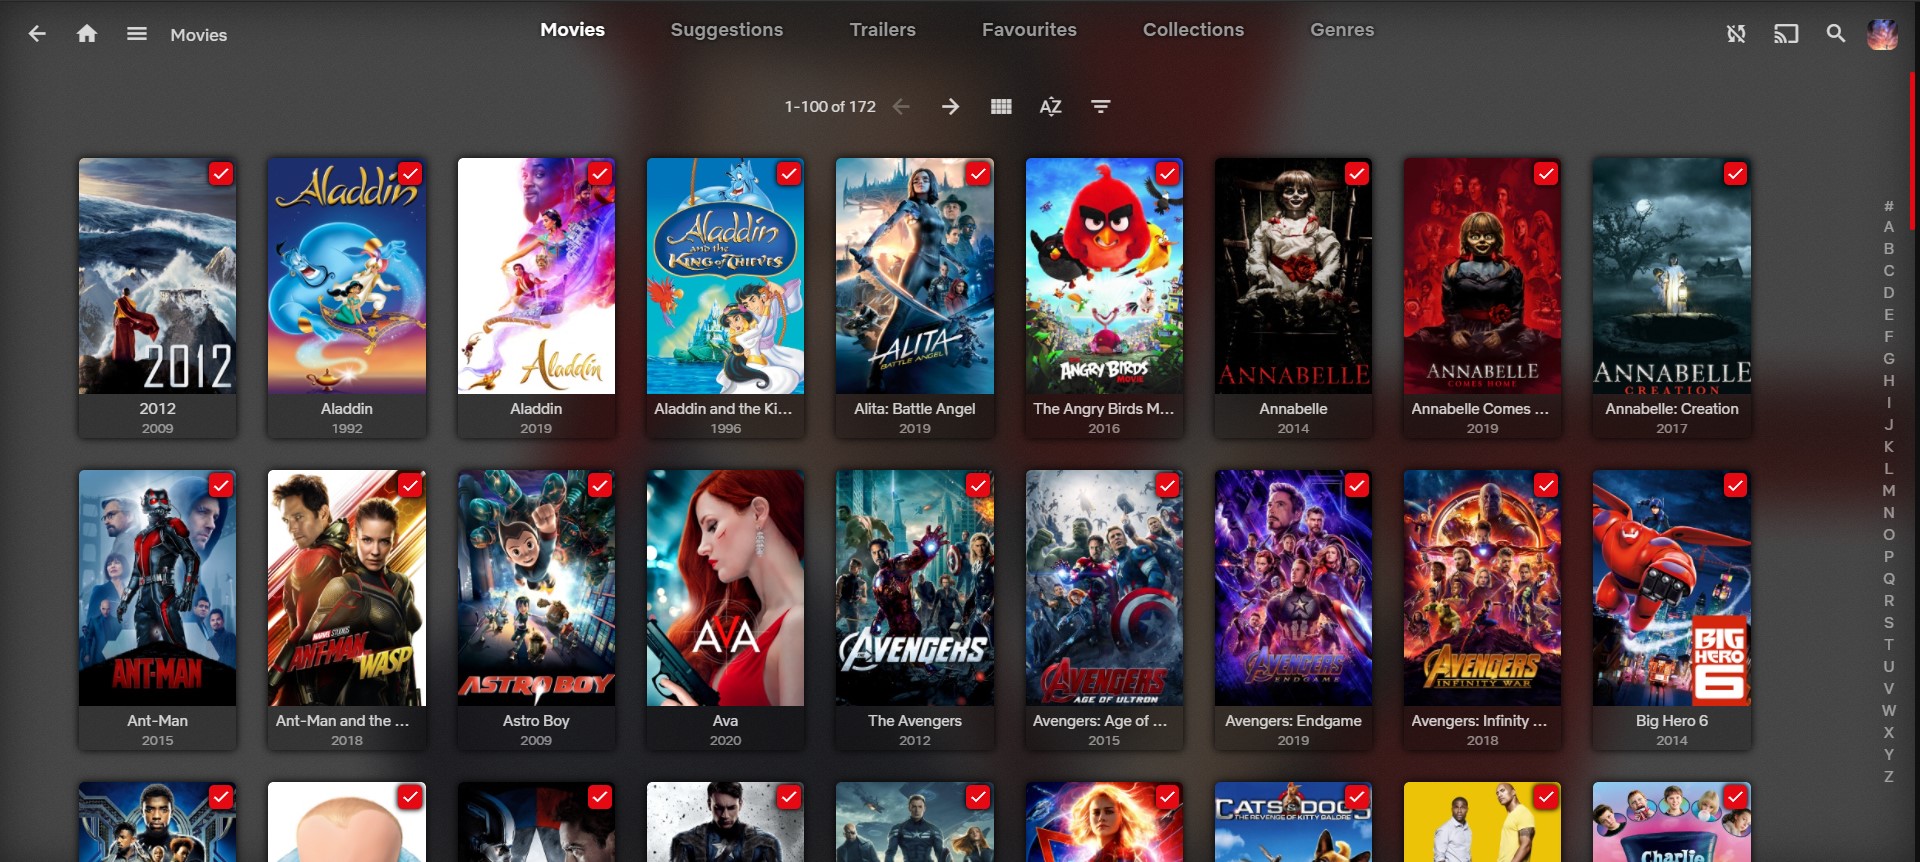 Movies
Movies
Suggestions
Trailers
Favourites
Collections
Genres
1-100 of 172
AZ
Aladdin
Aladdin
and the
King of Thieves
2012
Aladdin
ALITA
BATTLE ANGEL
THE
ANGRY BIRDS
MOVIE
ANNABELLE
ANNABELLE
COMES HOME
ANNABELLE
CREATION
2012
2009
Aladdin
1992
Aladdin
2019
Aladdin and the Ki...
1996
Alita: Battle Angel
2019
The Angry Birds M...
2016
Annabelle
2014
Annabelle Comes ...
2019
Annabelle: Creation
2017
ANT-MAN
MARVEL STUDIOS
ANT-MAN
WASP
ASTRO BOY
AVA
AVENGERS
AVENGERS
AGE OF ULTRON
AVENGERS
ENDGAME
AVENGERS
INFINITY WAR
BIG
HERO
6
Ant-Man
2015
Ant-Man and the ...
2018
Astro Boy
2009
Ava
2020
The Avengers
2012
Avengers: Age of ...
2015
Avengers: Endgame
2019
Avengers: Infinity ...
2018
Big Hero 6
2014
CATS & DOGS
THE REVENGE OF KITTY GALORE
Charlie
#
A
B
C
D
E
F
G
H
I
J
K
L
M
N
O
P
Q
R
S
T
U
V
W
X
Y
Z